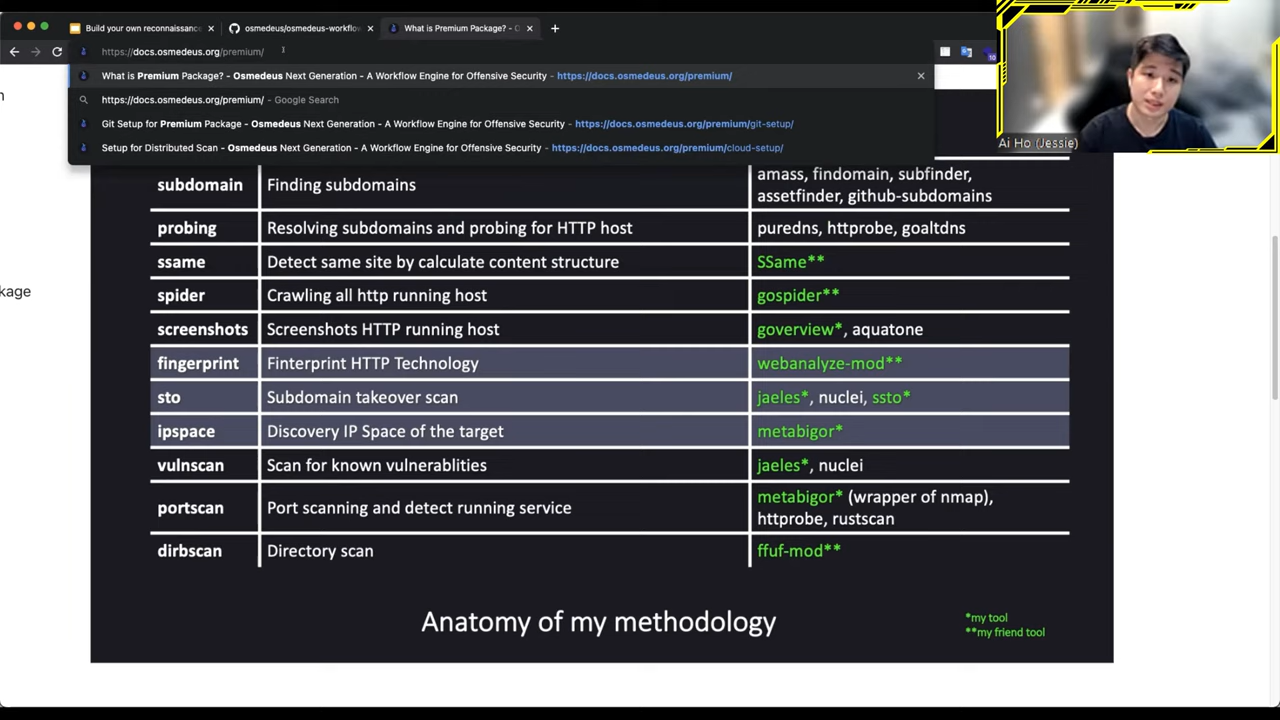 Build your own reconnaissance
osmedeus/osmedeus-workflow
What is Premium Package? - O
https://docs.osmedeus.org/premium/
10
What is Premium Package? - Osmedeus Next Generation - A Workflow Engine for Offensive Security - https://docs.osmedeus.org/premium/
https://docs.osmedeus.org/premium/ - Google Search
Git Setup for Premium Package - Osmedeus Next Generation - A Workflow Engine for Offensive Security - https://docs.osmedeus.org/premium/git-setup/
Setup for Distributed Scan - Osmedeus Next Generation - A Workflow Engine for Offensive Security - https://docs.osmedeus.org/premium/cloud-setup/
Ai Ho (Jessie)
n
kage
subdomain Finding subdomains amass, findomain, subfinder,
assetfinder, github-subdomains
probing Resolving subdomains and probing for HTTP host puredns, httprobe, goaltdns
ssame Detect same site by calculate content structure SSame**
spider Crawling all http running host gospider**
screenshots Screenshots HTTP running host goverview*, aquatone
fingerprint Finterprint HTTP Technology webanalyze-mod**
sto Subdomain takeover scan jaeles*, nuclei, ssto*
ipspace Discovery IP Space of the target metabigor*
vulnscan Scan for known vulnerablities jaeles*, nuclei
portscan Port scanning and detect running service metabigor* (wrapper of nmap),
httprobe, rustscan
dirbscan Directory scan ffuf-mod**
Anatomy of my methodology
*my tool
**my friend tool